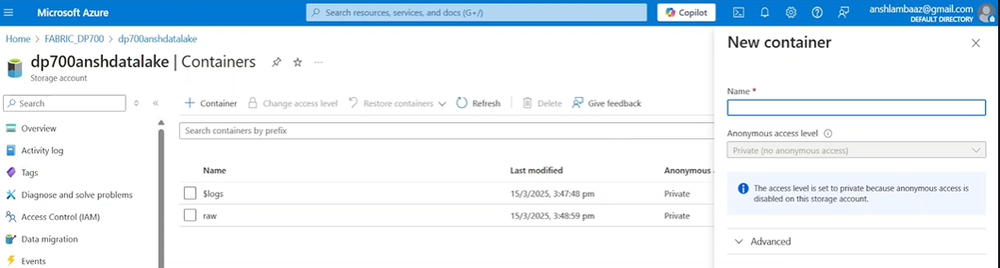 Microsoft Azure
Search resources, services, and docs (G+/)
Copilot
anshlambaaz@gmail.com
DEFAULT DIRECTORY
Home > FABRIC_DP700 > dp700anshdatalake
dp700anshdatalake | Containers
Storage account
Search
Overview
Activity log
Tags
Diagnose and solve problems
Access Control (IAM)
Data migration
Events
+ Container Change access level Restore containers Refresh Delete Give feedback
Search containers by prefix
Name Last modified Anonymous a
$logs 15/3/2025, 3:47:48 pm Private
raw 15/3/2025, 3:48:59 pm Private
New container
Name *
Anonymous access level
Private (no anonymous access)
The access level is set to private because anonymous access is
disabled on this storage account.
Advanced